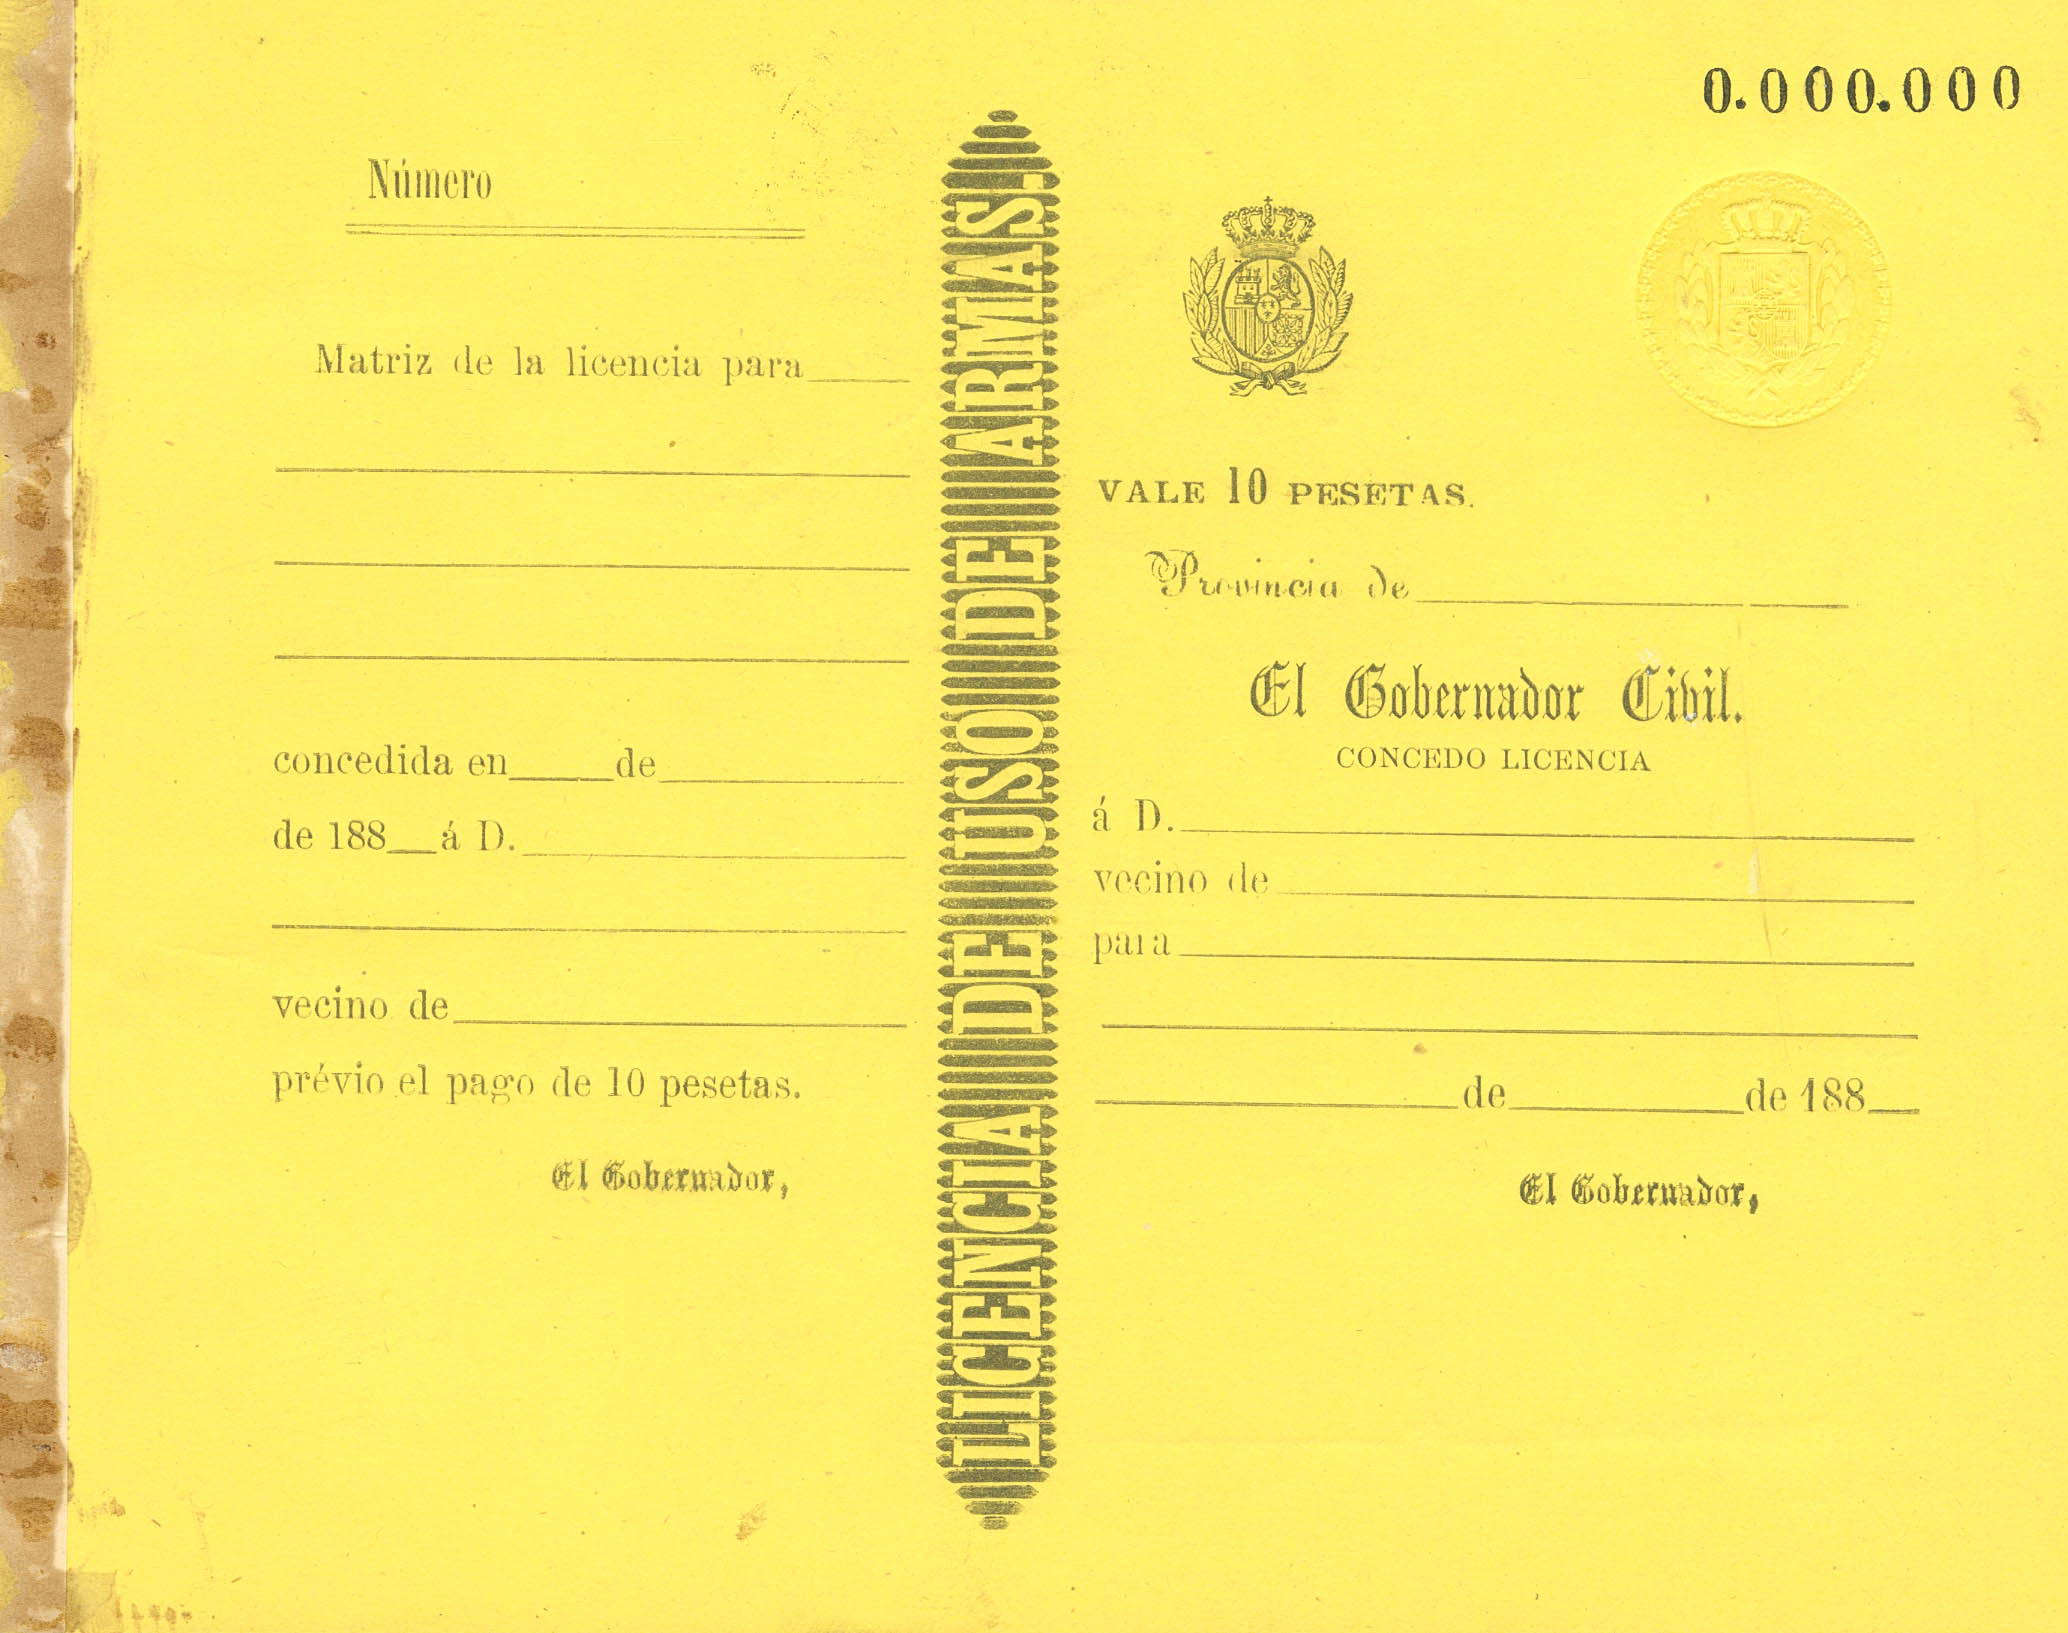 0.000.000
Número
Matriz de la licencia para
concedida en de
de 188 á D.
vecino de
prévio el pago de 10 pesetas.
El Gobernador,
LICENCIA DE USO DE ARMAS.
VALE 10 PESETAS.
Provincia de
El Gobernador Civil.
CONCEDO LICENCIA
á D.
vecino de
para
de de 188
El Gobernador,